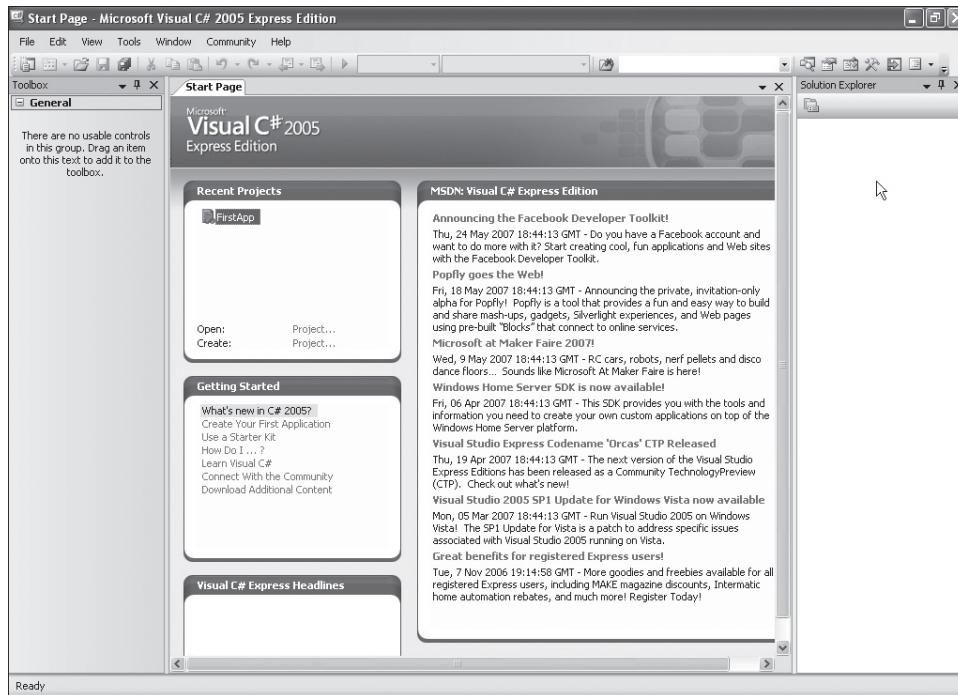 Start Page - Microsoft Visual C# 2005 Express Edition
File Edit View Tools Window Community Help
Toolbox
General
There are no usable controls
in this group. Drag an item
onto this text to add it to the
toolbox.
Start Page
Microsoft
Visual C# 2005
Express Edition
Recent Projects
FirstApp
Open: Project...
Create: Project...
Getting Started
What's new in C# 2005?
Create Your First Application
Use a Starter Kit
How Do I ... ?
Learn Visual C#
Connect With the Community
Download Additional Content
Visual C# Express Headlines
MSDN: Visual C# Express Edition
Announcing the Facebook Developer Toolkit!
Thu, 24 May 2007 18:44:13 GMT - Do you have a Facebook account and
want to do more with it? Start creating cool, fun applications and Web sites
with the Facebook Developer Toolkit.
Popfly goes the Web!
Fri, 18 May 2007 18:44:13 GMT - Announcing the private, invitation-only
alpha for Popfly! Popfly is a tool that provides a fun and easy way to build
and share mash-ups, gadgets, Silverlight experiences, and Web pages
using pre-built "Blocks" that connect to online services.
Microsoft at Maker Faire 2007!
Wed, 9 May 2007 18:44:13 GMT - RC cars, robots, nerf pellets and disco
dance floors... Sounds like Microsoft At Maker Faire is here!
Windows Home Server SDK is now available!
Fri, 06 Apr 2007 18:44:13 GMT - This SDK provides you with the tools and
information you need to create your own custom applications on top of the
Windows Home Server platform.
Visual Studio Express Codename 'Orcas' CTP Released
Thu, 19 Apr 2007 18:44:13 GMT - The next version of the Visual Studio
Express Editions has been released as a Community TechnologyPreview
(CTP). Check out what's new!
Visual Studio 2005 SP1 Update for Windows Vista now available
Mon, 05 Mar 2007 18:44:13 GMT - Run Visual Studio 2005 on Windows
Vista! The SP1 Update for Vista is a patch to address specific issues
associated with Visual Studio 2005 running on Vista.
Great benefits for registered Express users!
Tue, 7 Nov 2006 19:14:58 GMT - More goodies and freebies available for all
registered Express users, including MAKE magazine discounts, Intermatic
home automation rebates, and much more! Register Today!
Solution Explorer
Ready